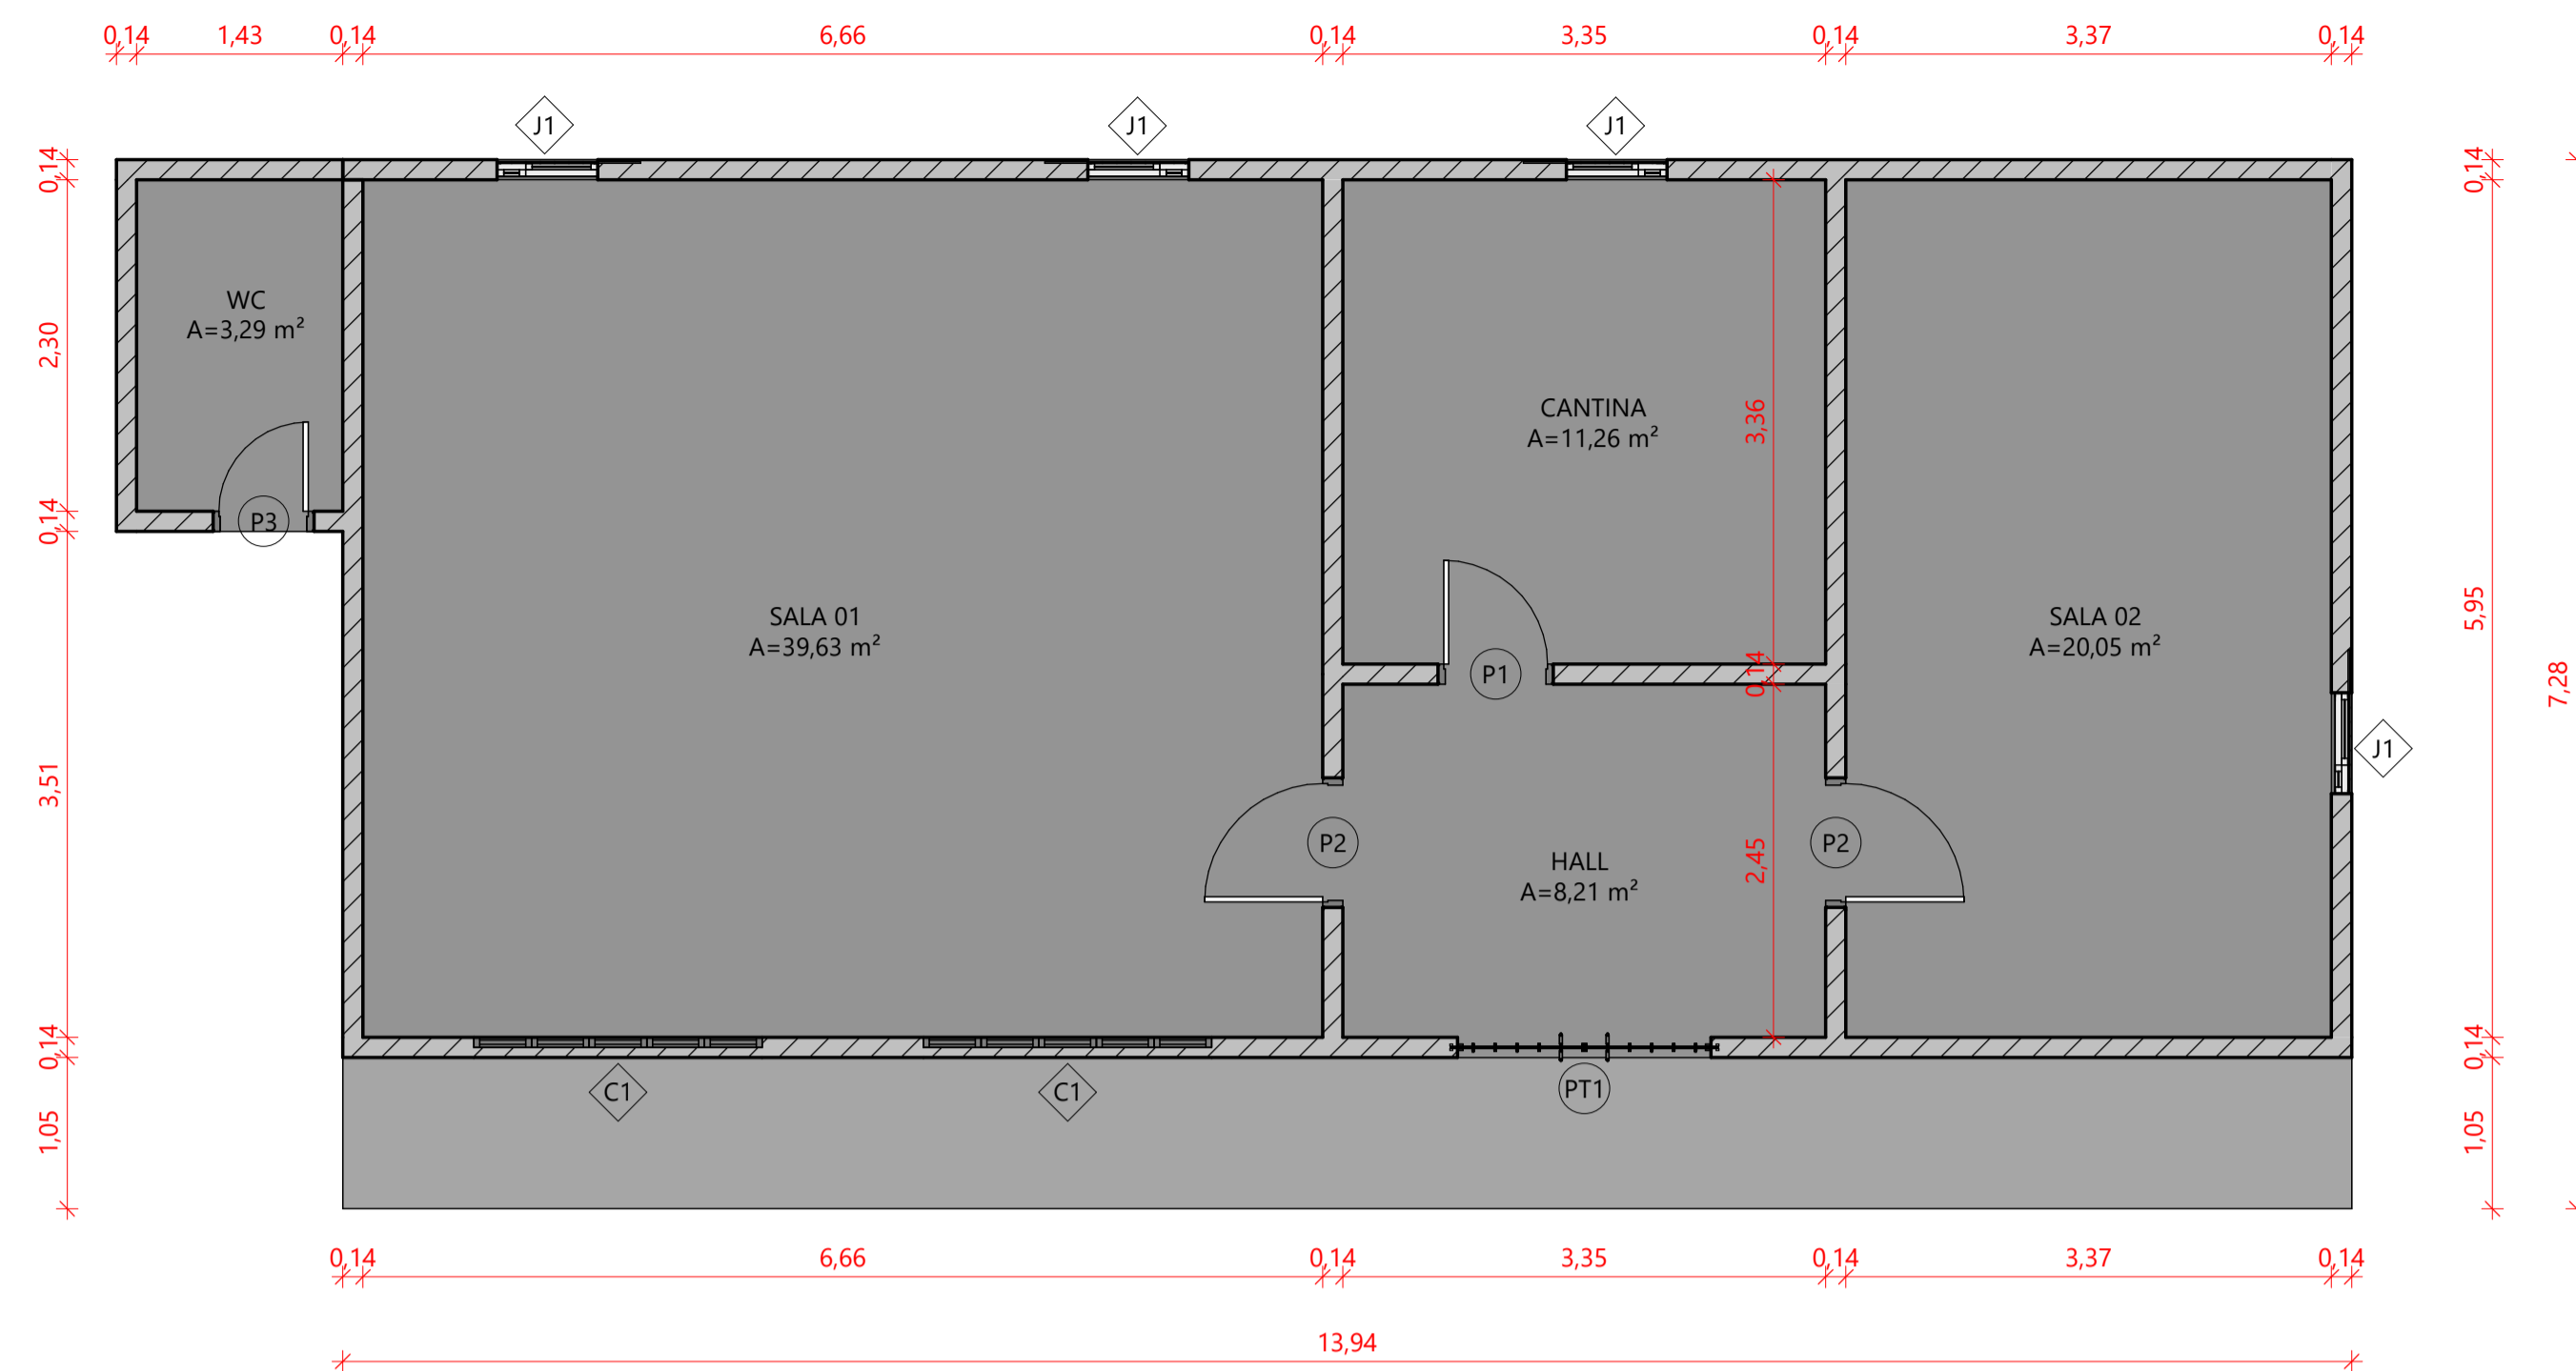 0,14 1,43 0,14 6,66 0,14 3,35 0,14 3,37 0,14
J1 J1 J1
0,14 0,14
WC
A=3,29 m²
2,30
CANTINA
A=11,26 m²
3,36
0,14
P3
SALA 01
A=39,63 m²
SALA 02
A=20,05 m²
5,95
7,28
P1
0,14
J1
3,51
P2 P2
HALL
A=8,21 m²
2,45
0,14 0,14
C1 C1 PT1
1,05 1,05
0,14 6,66 0,14 3,35 0,14 3,37 0,14
13,94